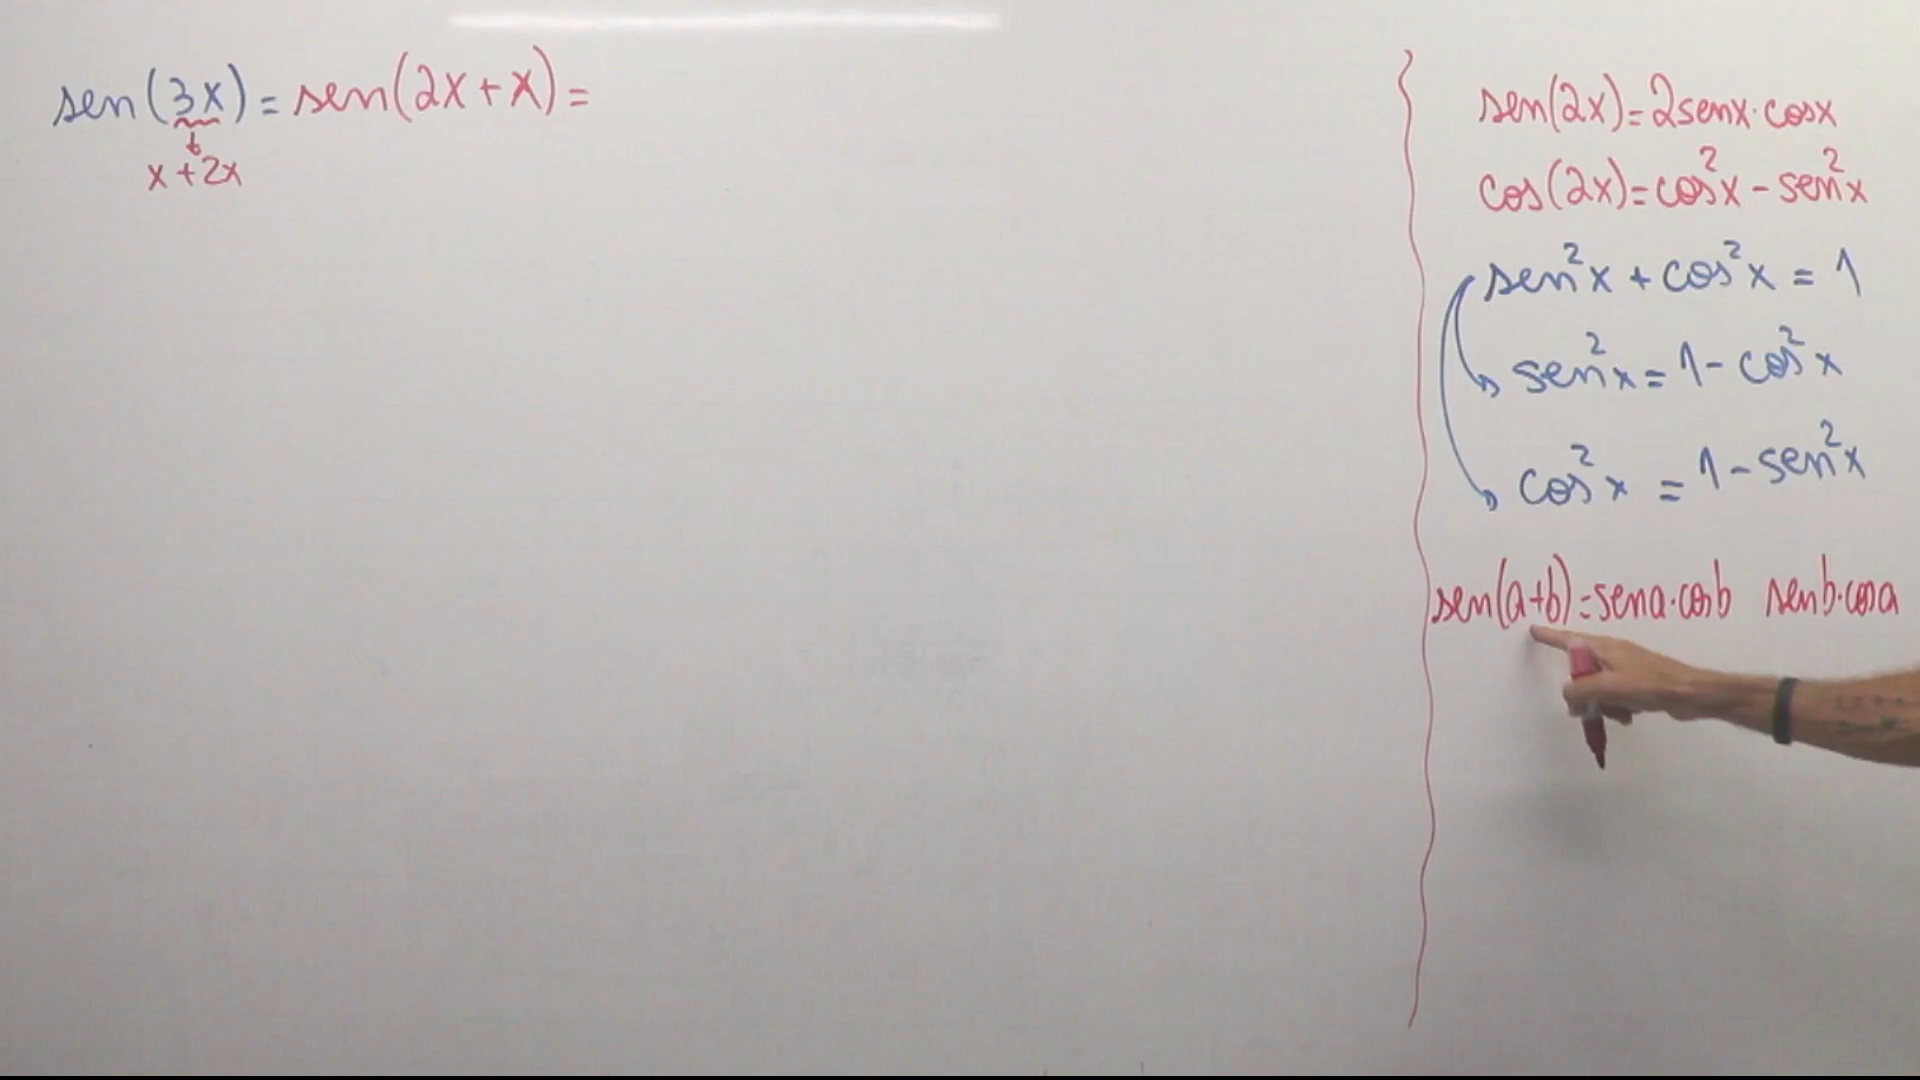 sen(3x) = sen(2x + x) =
x + 2x
sen(2x) = 2senx · cosx
cos(2x) = cos²x - sen²x
sen²x + cos²x = 1
sen²x = 1 - cos²x
cos²x = 1 - sen²x
sen(a+b) = sena · cosb senb · cosa